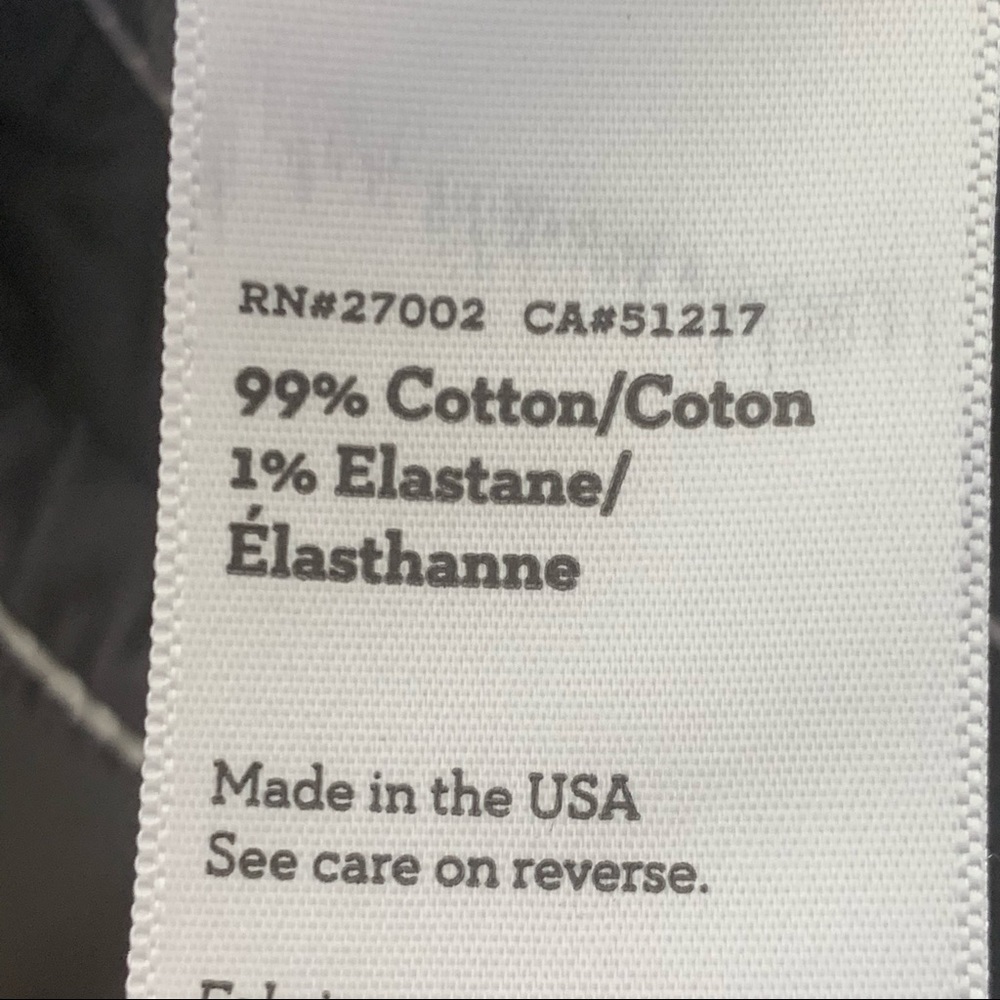 RN#27002 CA#51217
99% Cotton/Coton
1% Elastane/
Élasthanne
Made in the USA
See care on reverse.